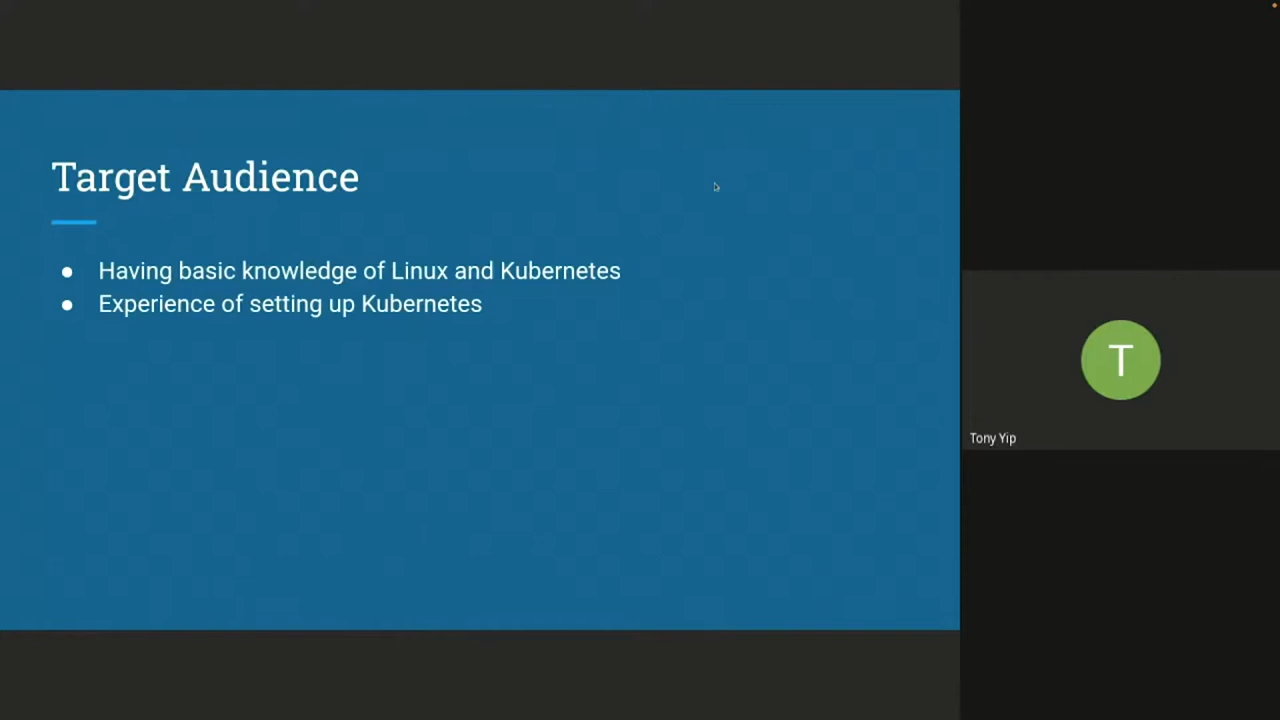 Target Audience
● Having basic knowledge of Linux and Kubernetes
● Experience of setting up Kubernetes
T
Tony Yip